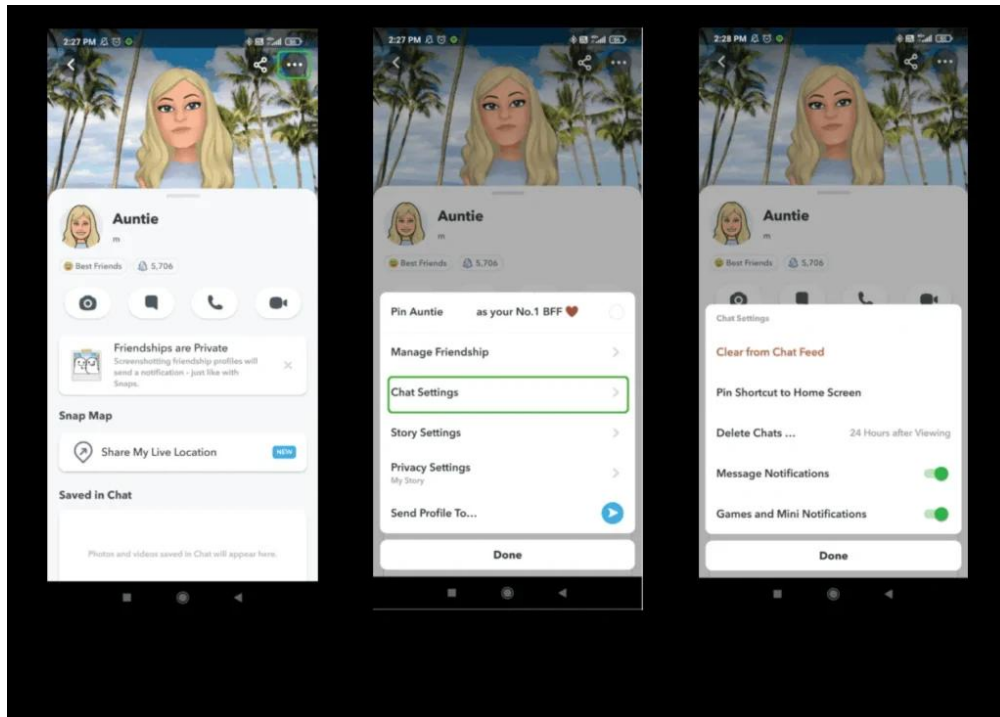 2:27 PM
Auntie
m
Best Friends
5,706
Friendships are Private
Screenshotting friendship profiles will
send a notification - just like with
Snaps.
Snap Map
Share My Live Location
NEW
Saved in Chat
Photos and videos saved in Chat will appear here.
2:27 PM
Auntie
m
Best Friends
5,706
Pin Auntie as your No.1 BFF
Manage Friendship
Chat Settings
Story Settings
Privacy Settings
My Story
Send Profile To...
Done
2:28 PM
Auntie
m
Best Friends
5,706
Chat Settings
Clear from Chat Feed
Pin Shortcut to Home Screen
Delete Chats ... 24 Hours after Viewing
Message Notifications
Games and Mini Notifications
Done